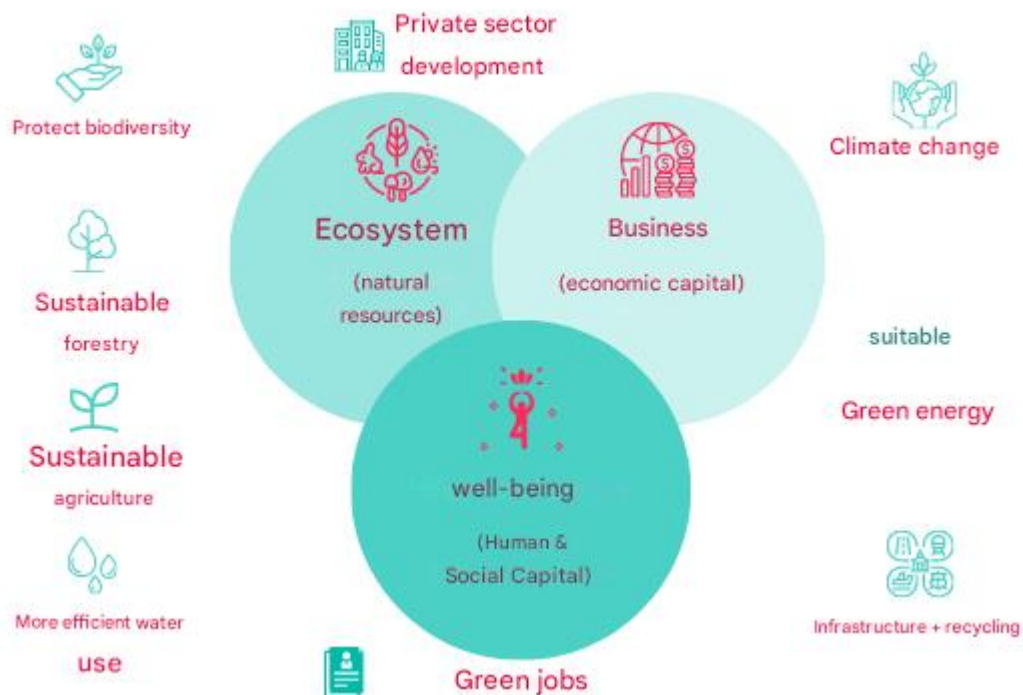 Private sector
development
Protect biodiversity
Climate change
Ecosystem
(natural
resources)
Business
(economic capital)
Sustainable
forestry
suitable
Green energy
Sustainable
agriculture
well-being
(Human &
Social Capital)
More efficient water
use
Infrastructure + recycling
Green jobs